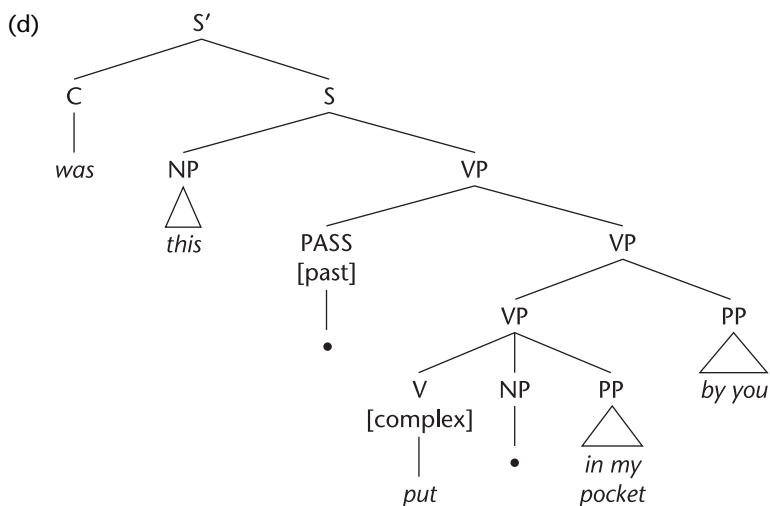 (d)
S′
C S
was NP VP
this PASS VP
[past]
VP PP
• by you
V NP PP
[complex]
• in my
put pocket